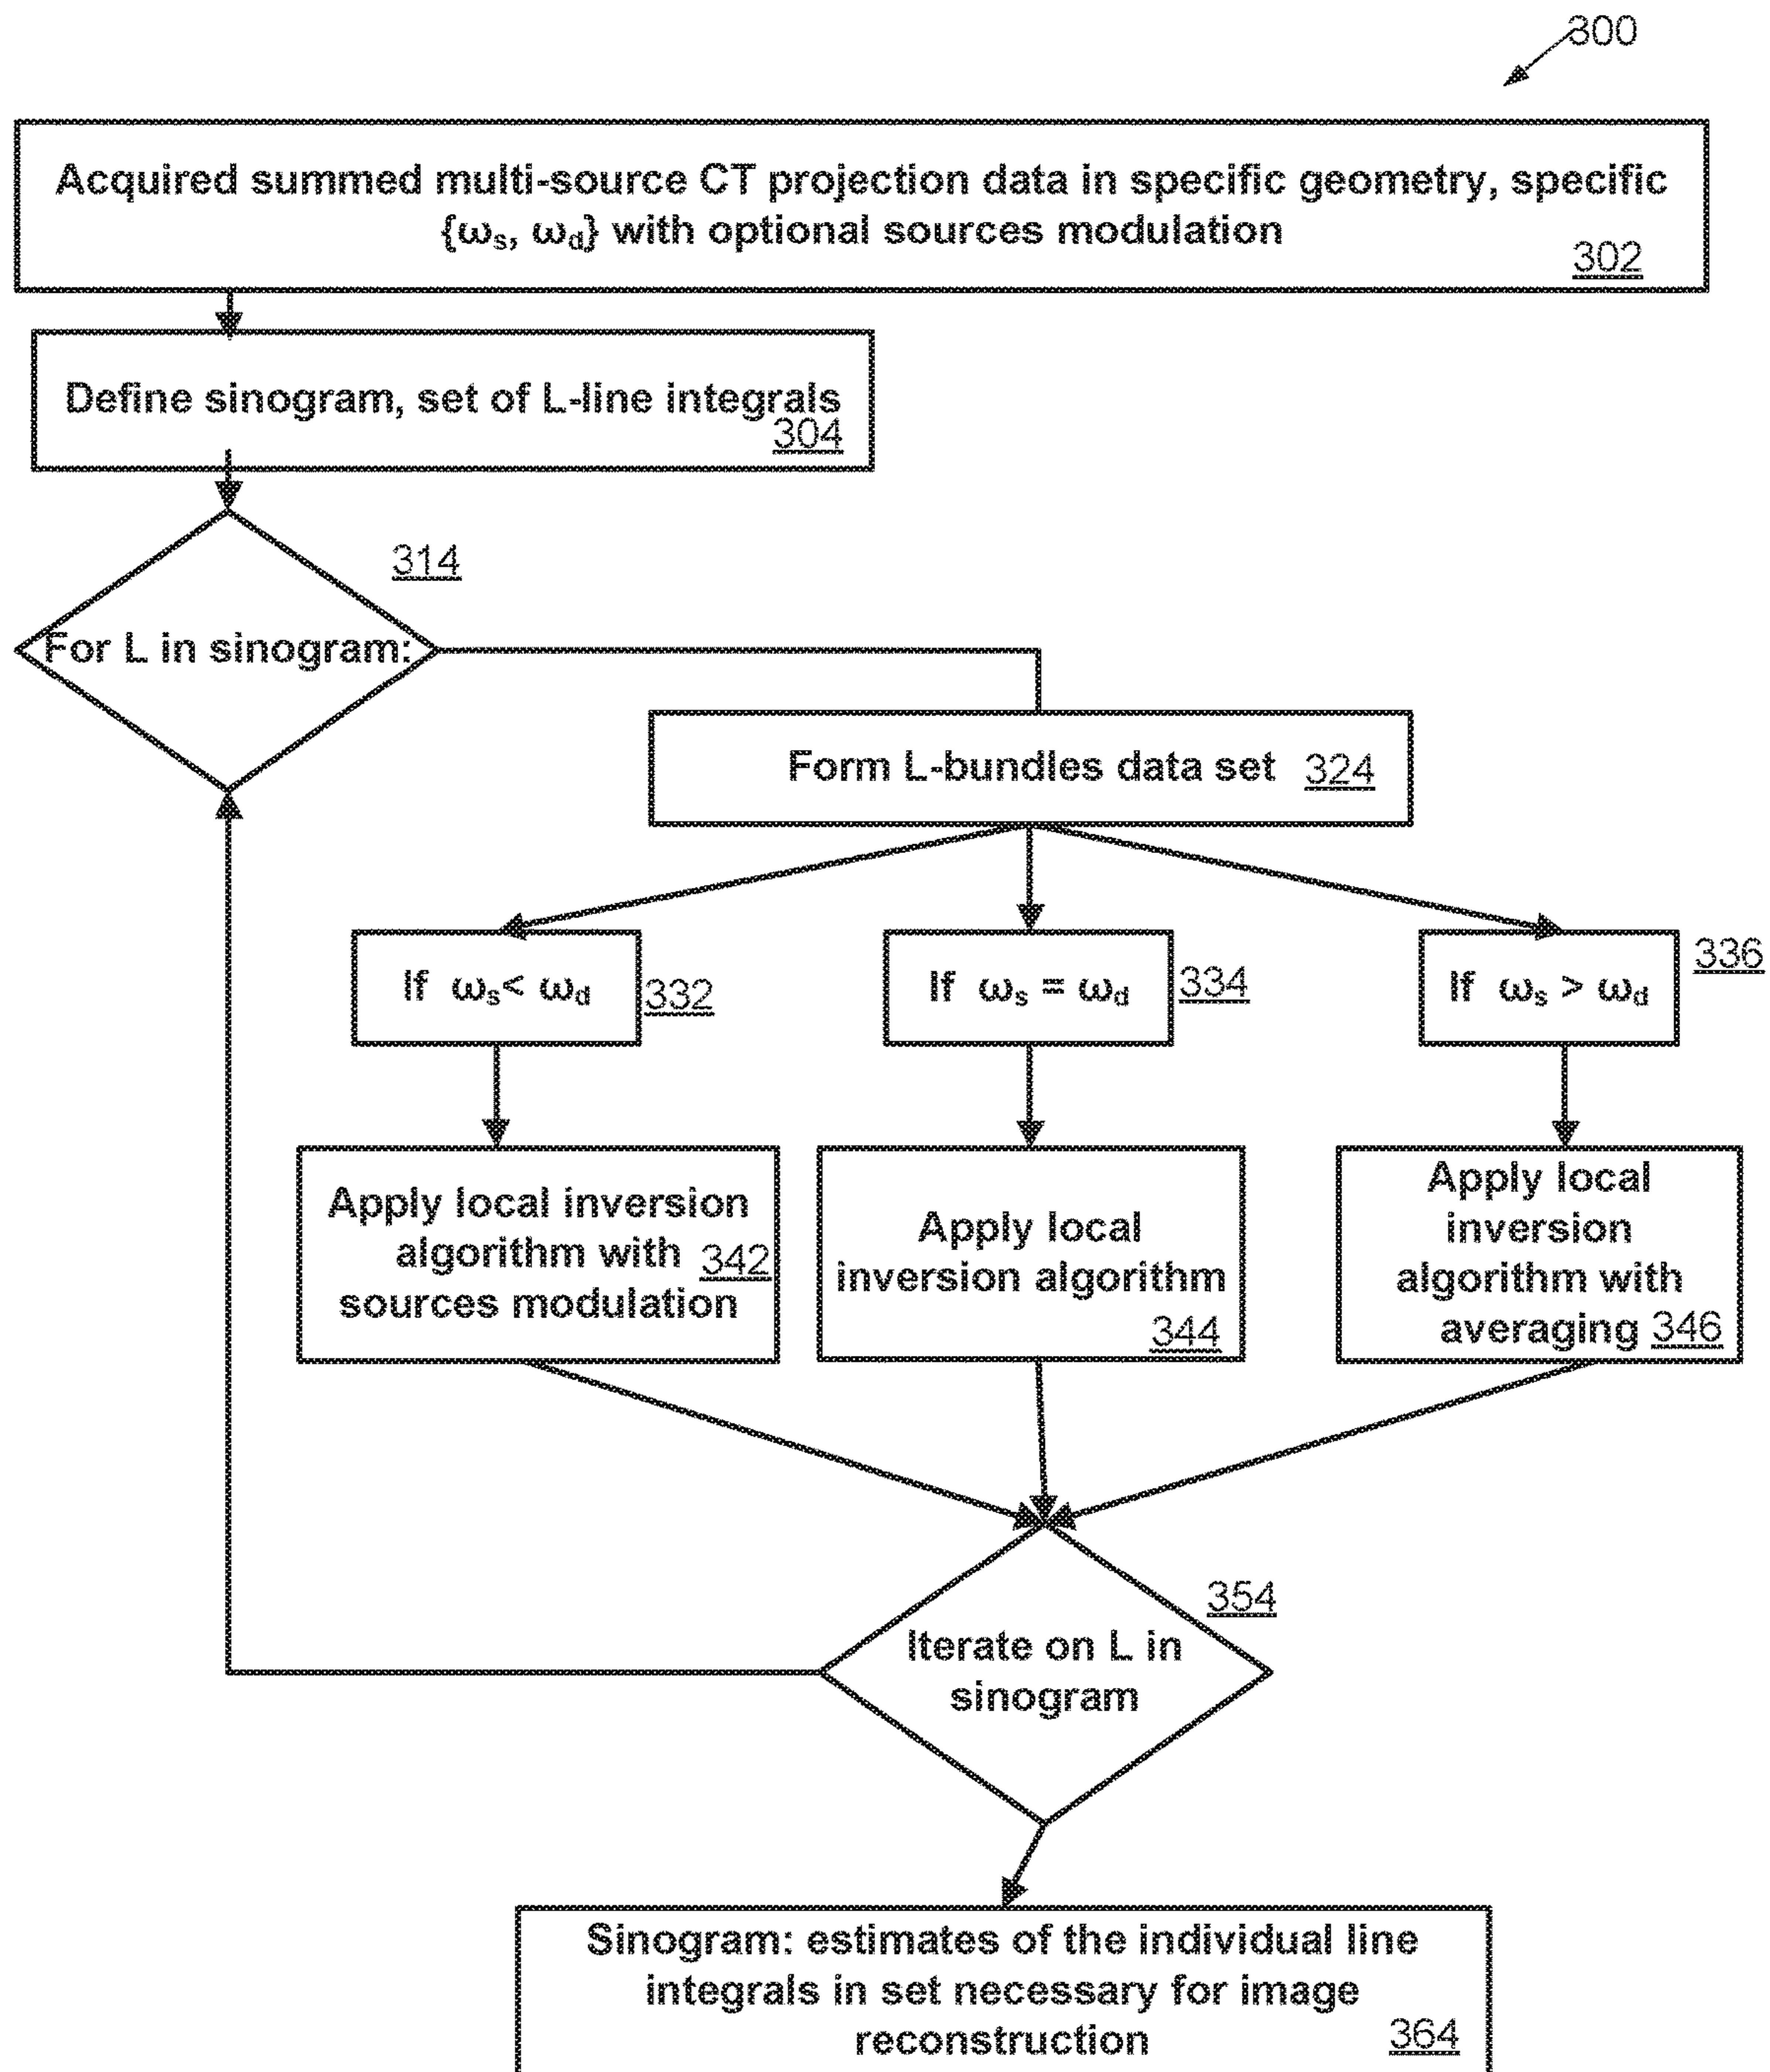 300
Acquired summed multi-source CT projection data in specific geometry, specific
{ωs, ωd} with optional sources modulation
302
Define sinogram, set of L-line integrals
304
314
For L in sinogram:
Form L-bundles data set 324
If ωs< ωd
332
If ωs = ωd
334
If ωs > ωd
336
Apply local inversion
algorithm with 342
sources modulation
Apply local
inversion algorithm
344
Apply local
inversion
algorithm with
averaging 346
354
Iterate on L in
sinogram
Sinogram: estimates of the individual line
integrals in set necessary for image
reconstruction
364